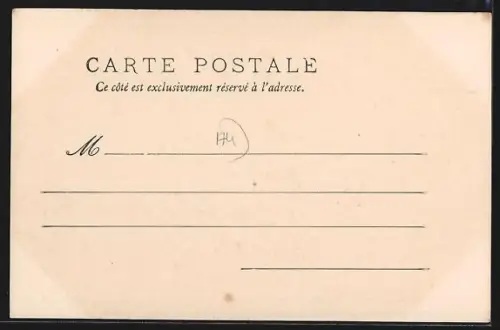 CARTE POSTALE
Ce côté est exclusivement réservé à l'adresse.
174
M